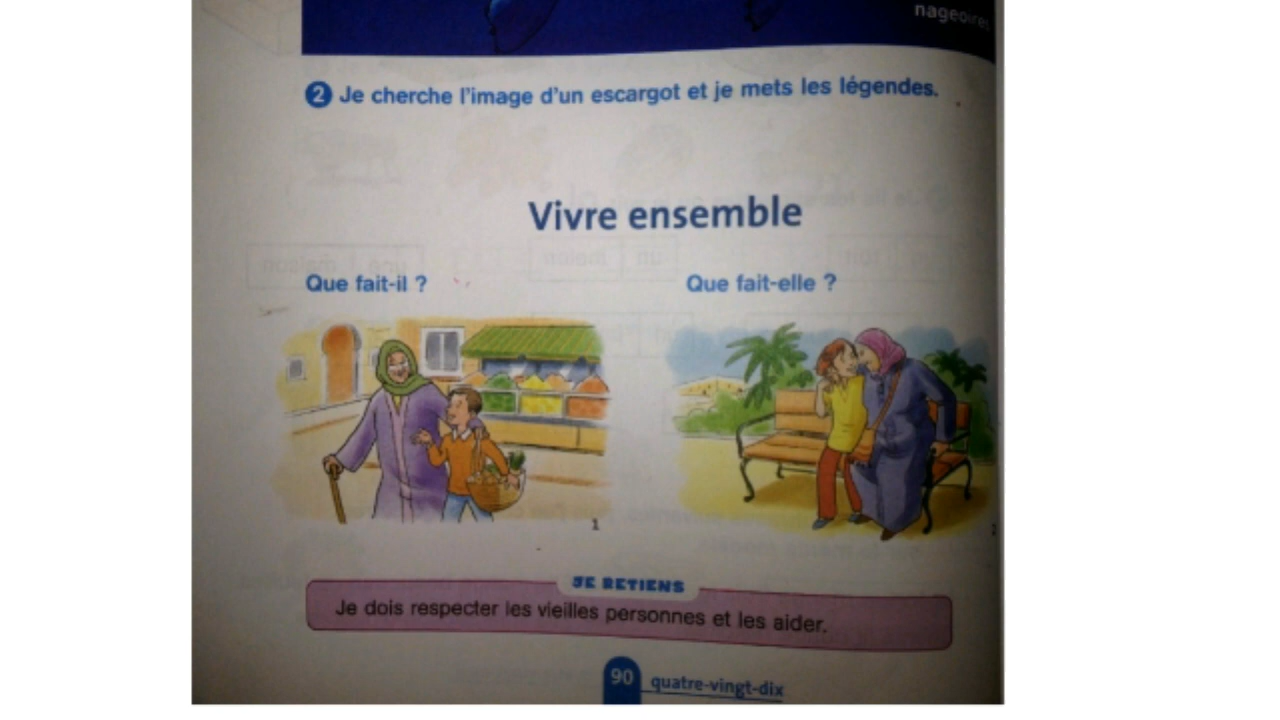 nageoires
2 Je cherche l'image d'un escargot et je mets les légendes.
Vivre ensemble
Que fait-il ?
Que fait-elle ?
1
JE RETIENS
Je dois respecter les vieilles personnes et les aider.
90 quatre-vingt-dix